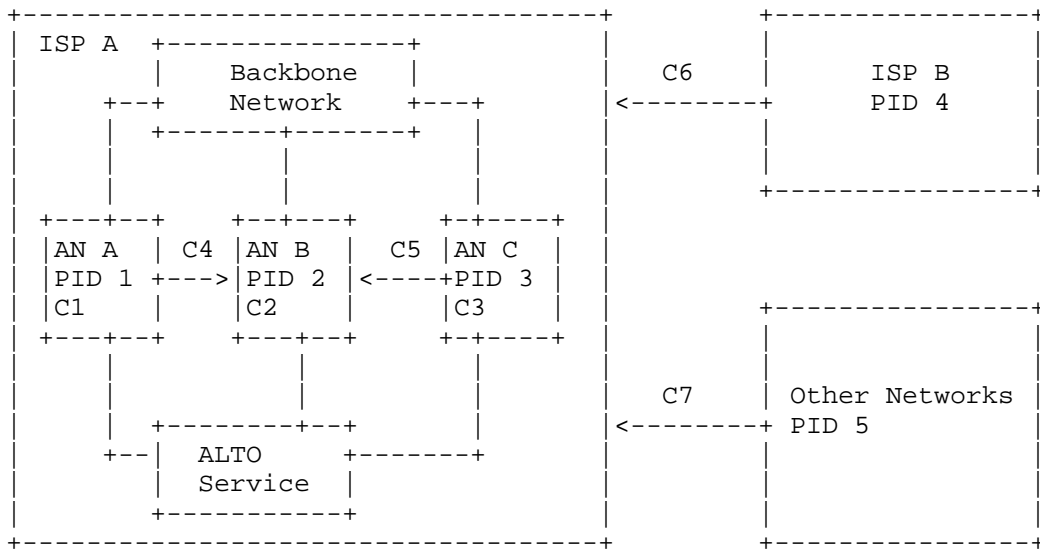 ISP A
Backbone C6 ISP B
Network PID 4
AN A C4 AN B C5 AN C
PID 1 PID 2 PID 3
C1 C2 C3
C7 Other Networks
PID 5
ALTO
Service